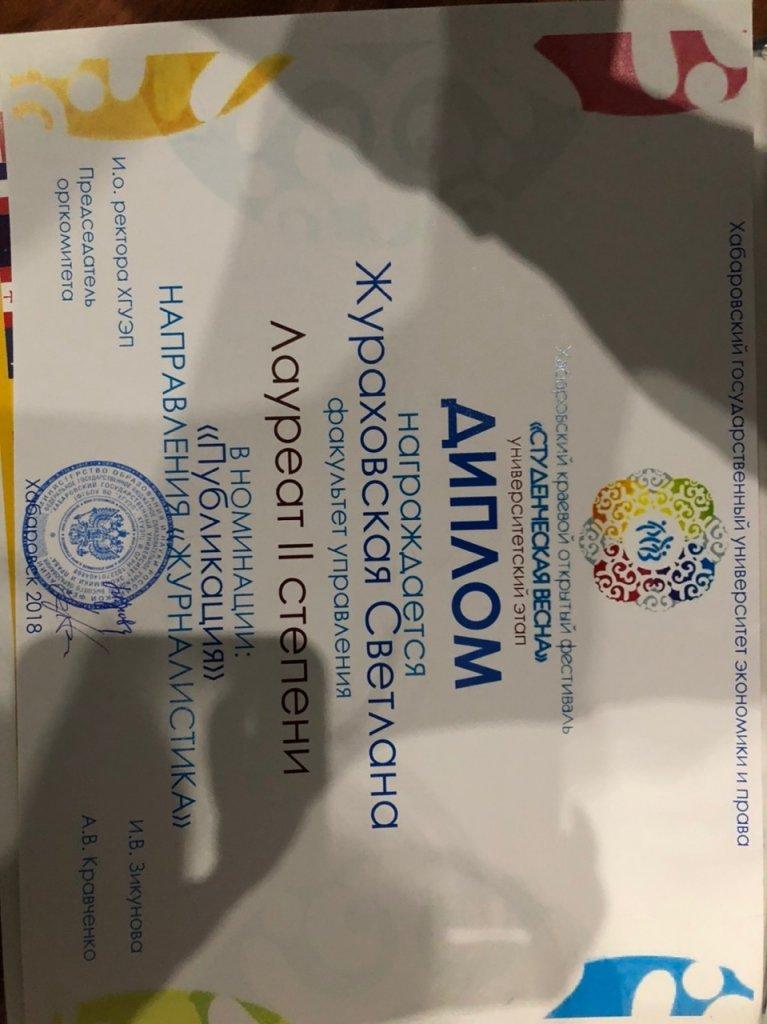 Хабаровский государственный университет экономики и права
Хабаровский краевой открытый фестиваль
«СТУДЕНЧЕСКАЯ ВЕСНА»
университетский этап
ДИПЛОМ
награждается
Жураховская Светлана
факультет управления
Лауреат II степени
в номинации:
«Публикация»
НАПРАВЛЕНИЯ «ЖУРНАЛИСТИКА»
И.о. ректора ХГУЭП
И.В. Зикунова
Председатель
оргкомитета
А.В. Кравченко
Хабаровск 2018